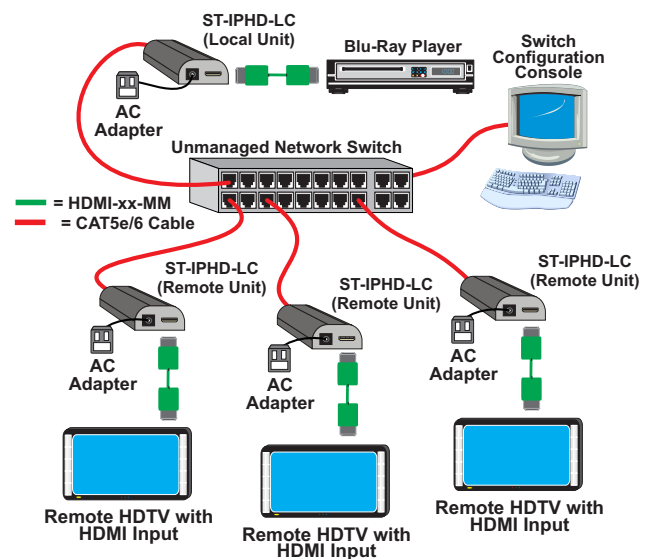 ST-IPHD-LC
(Local Unit)
Blu-Ray Player
Switch
Configuration
Console
AC
Adapter
Unmanaged Network Switch
= HDMI-xx-MM
= CAT5e/6 Cable
ST-IPHD-LC
(Remote Unit)
ST-IPHD-LC
(Remote Unit)
ST-IPHD-LC
(Remote Unit)
AC
Adapter
AC
Adapter
AC
Adapter
Remote HDTV with
HDMI Input
Remote HDTV with
HDMI Input
Remote HDTV with
HDMI Input